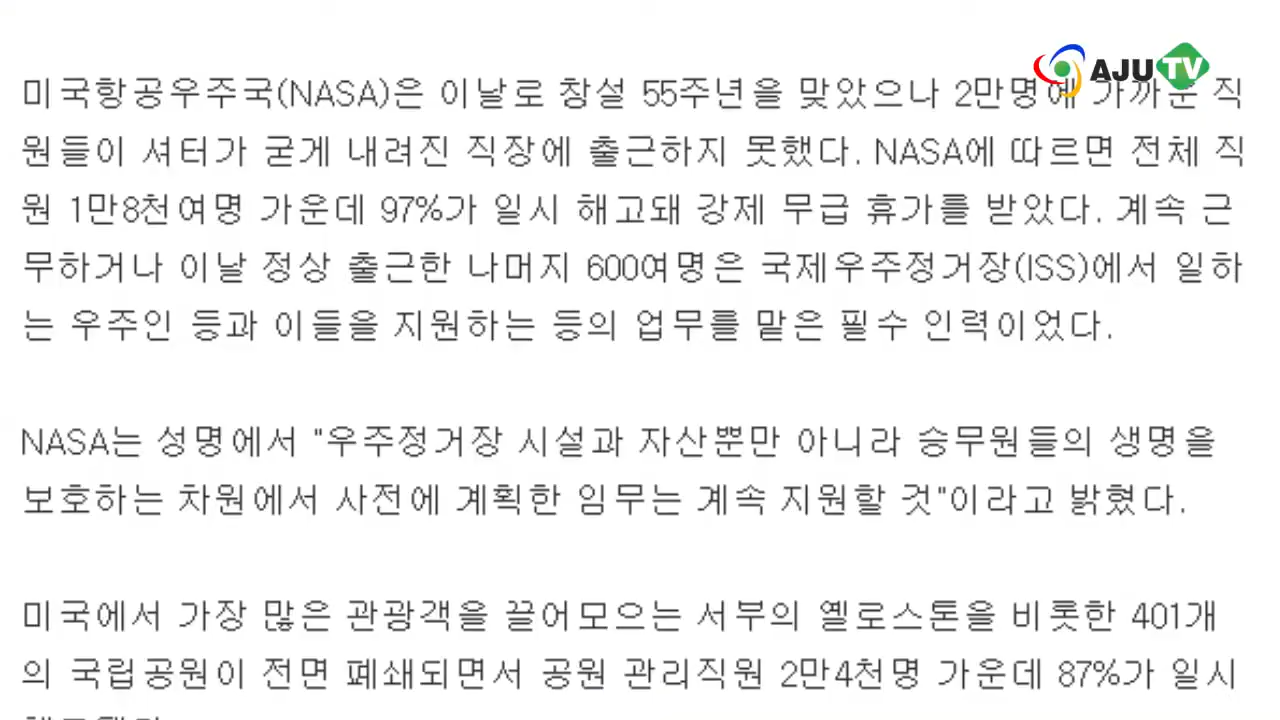 AJU TV
미국항공우주국(NASA)은 이날로 창설 55주년을 맞았으나 2만명에 가까운 직
원들이 셔터가 굳게 내려진 직장에 출근하지 못했다. NASA에 따르면 전체 직
원 1만8천여명 가운데 97%가 일시 해고돼 강제 무급 휴가를 받았다. 계속 근
무하거나 이날 정상 출근한 나머지 600여명은 국제우주정거장(ISS)에서 일하
는 우주인 등과 이들을 지원하는 등의 업무를 맡은 필수 인력이었다.
NASA는 성명에서 "우주정거장 시설과 자산뿐만 아니라 승무원들의 생명을
보호하는 차원에서 사전에 계획한 임무는 계속 지원할 것"이라고 밝혔다.
미국에서 가장 많은 관광객을 끌어모으는 서부의 옐로스톤을 비롯한 401개
의 국립공원이 전면 폐쇄되면서 공원 관리직원 2만4천명 가운데 87%가 일시